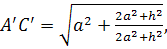 A′C′ = √(a² + (2a²+h²)/(2a²+h²)),